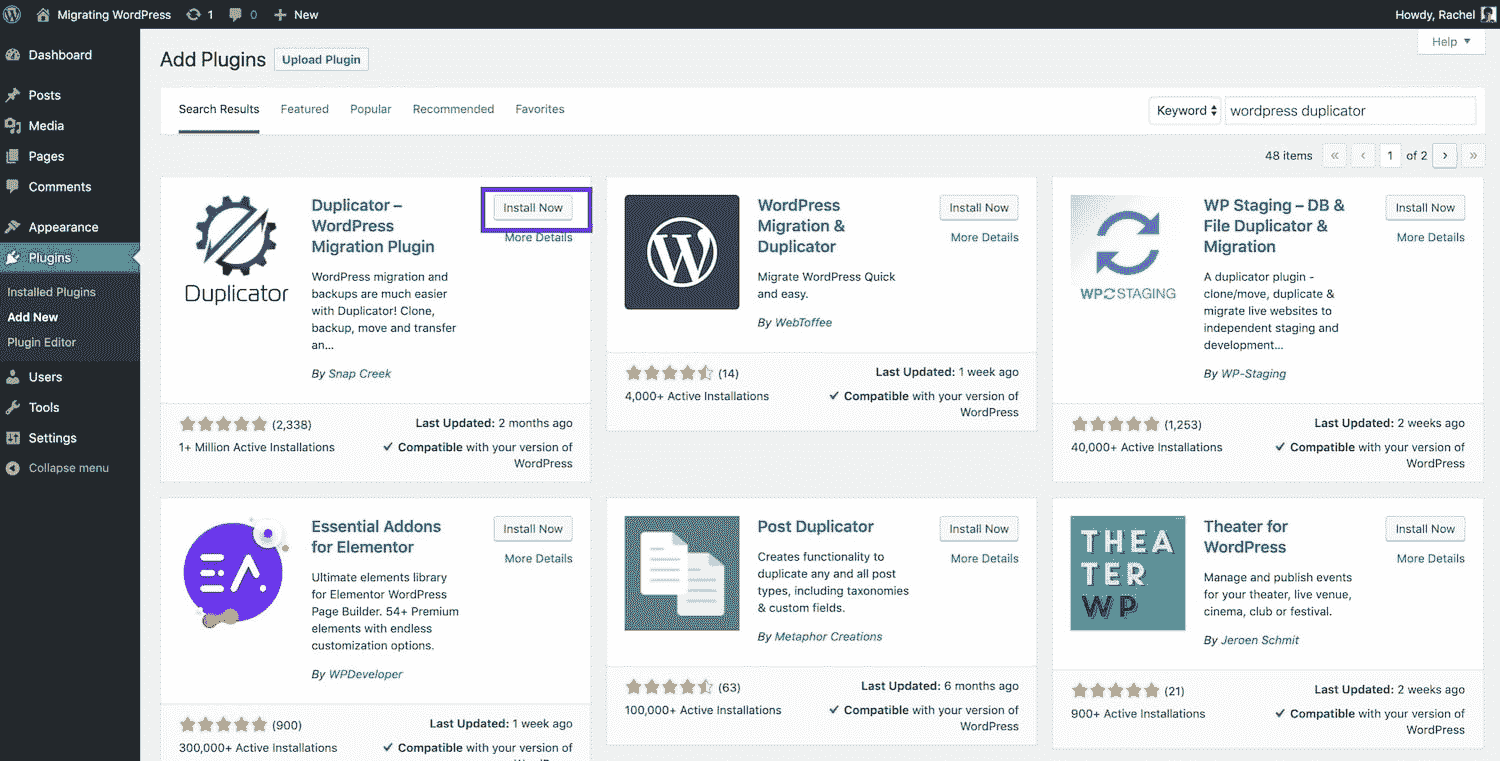 Migrating WordPress 1 0 New Howdy, Rachel
Help
Dashboard
Posts
Media
Pages
Comments
Appearance
Plugins
Installed Plugins
Add New
Plugin Editor
Users
Tools
Settings
Collapse menu
Add Plugins Upload Plugin
Search Results Featured Popular Recommended Favorites Keyword wordpress duplicator
48 items « ‹ 1 of 2 › »
Duplicator
Duplicator –
WordPress
Migration Plugin
Install Now
More Details
WordPress migration and
backups are much easier
with Duplicator! Clone,
backup, move and transfer
an...
By Snap Creek
(2,338) Last Updated: 2 months ago
1+ Million Active Installations ✓ Compatible with your version of
WordPress
WordPress
Migration &
Duplicator
Install Now
More Details
Migrate WordPress Quick
and easy.
By WebToffee
(14) Last Updated: 1 week ago
4,000+ Active Installations ✓ Compatible with your version of
WordPress
WP STAGING
WP Staging – DB &
File Duplicator &
Migration
Install Now
More Details
A duplicator plugin -
clone/move, duplicate &
migrate live websites to
independent staging and
development...
By WP-Staging
(1,253) Last Updated: 2 weeks ago
40,000+ Active Installations ✓ Compatible with your version of
WordPress
EA
Essential Addons
for Elementor
Install Now
More Details
Ultimate elements library
for Elementor WordPress
Page Builder. 54+ Premium
elements with endless
customization options.
By WPDeveloper
(900) Last Updated: 1 week ago
300,000+ Active Installations ✓ Compatible with your version of
WordPress
Post Duplicator
Install Now
More Details
Creates functionality to
duplicate any and all post
types, including taxonomies
& custom fields.
By Metaphor Creations
(63) Last Updated: 6 months ago
100,000+ Active Installations ✓ Compatible with your version of
WordPress
THEA
TER
WP
Theater for
WordPress
Install Now
More Details
Manage and publish events
for your theater, live venue,
cinema, club or festival.
By Jeroen Schmit
(21) Last Updated: 2 weeks ago
900+ Active Installations ✓ Compatible with your version of
WordPress